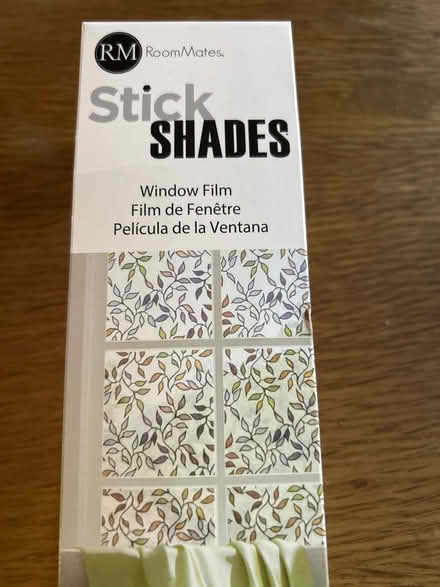 RM RoomMates.
Stick
SHADES
Window Film
Film de Fenêtre
Película de la Ventana